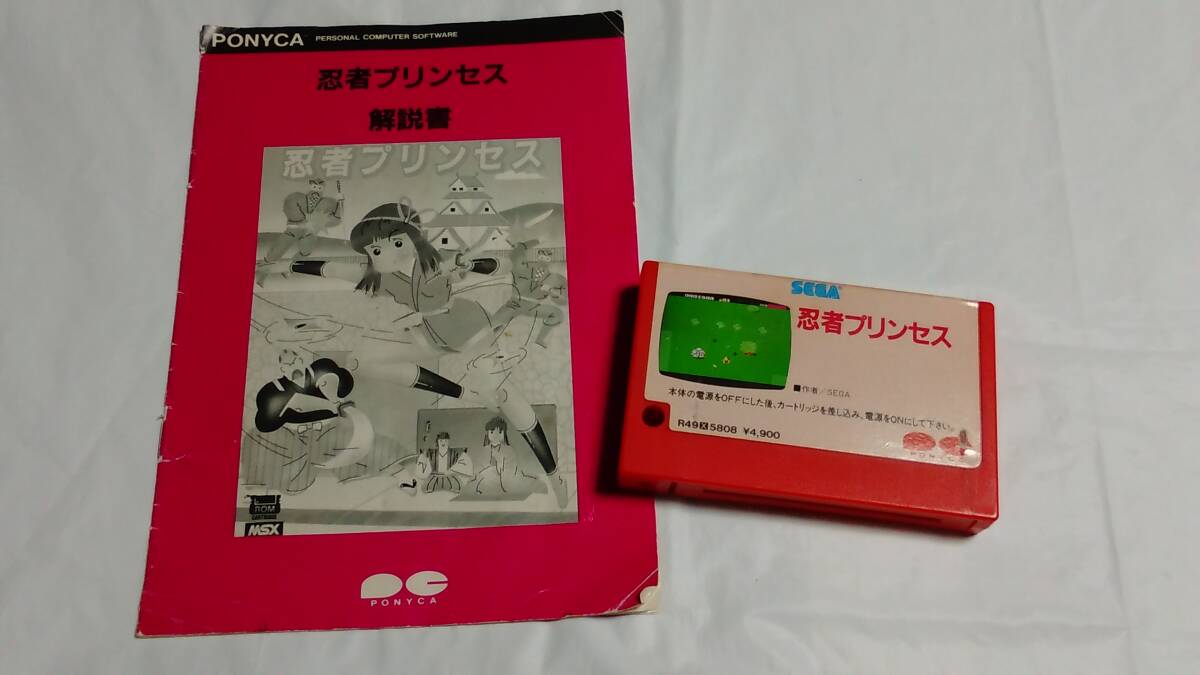 PONYCA PERSONAL COMPUTER SOFTWARE
忍者プリンセス
解説書
忍者プリンセス
ROM
MSX
PONYCA
SEGA
忍者プリンセス
■作者/SEGA
本体の電源をOFFにした後、カートリッジを差し込み、電源をONにして下さい。
R49X5808 ¥4,900
PONYCA